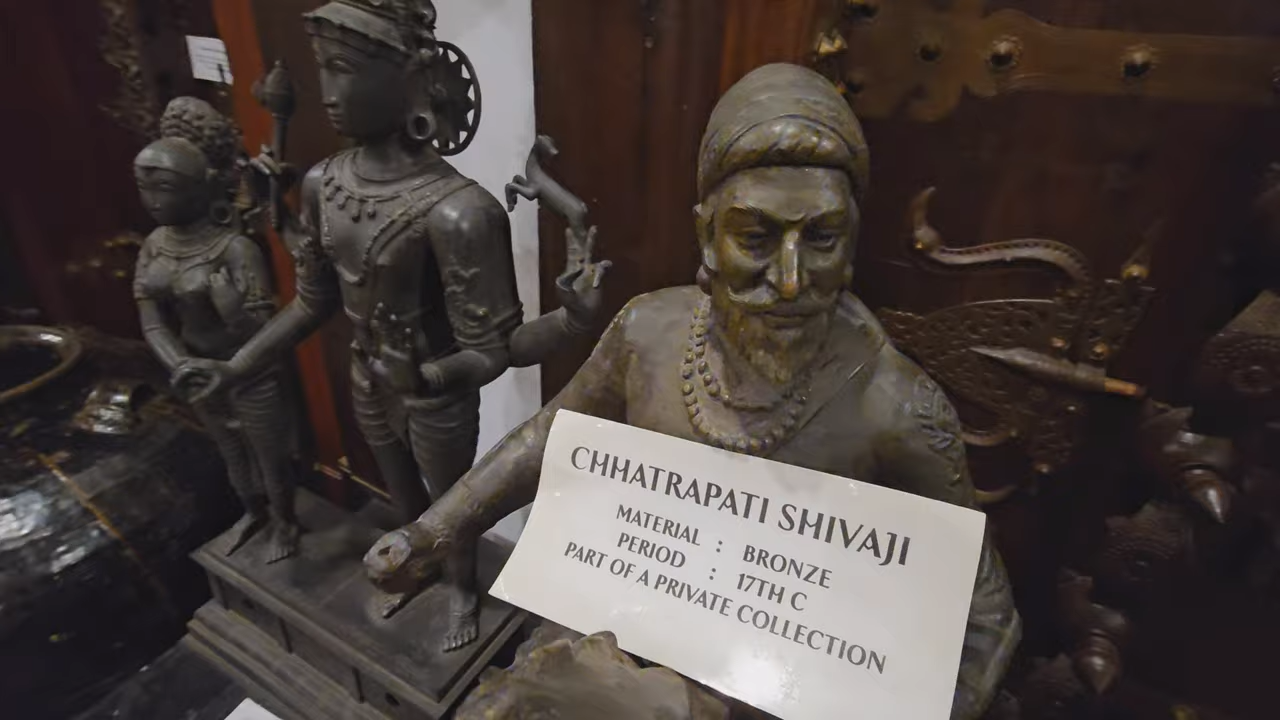 CHHATRAPATI SHIVAJI
MATERIAL : BRONZE
PERIOD : 17TH C
PART OF A PRIVATE COLLECTION